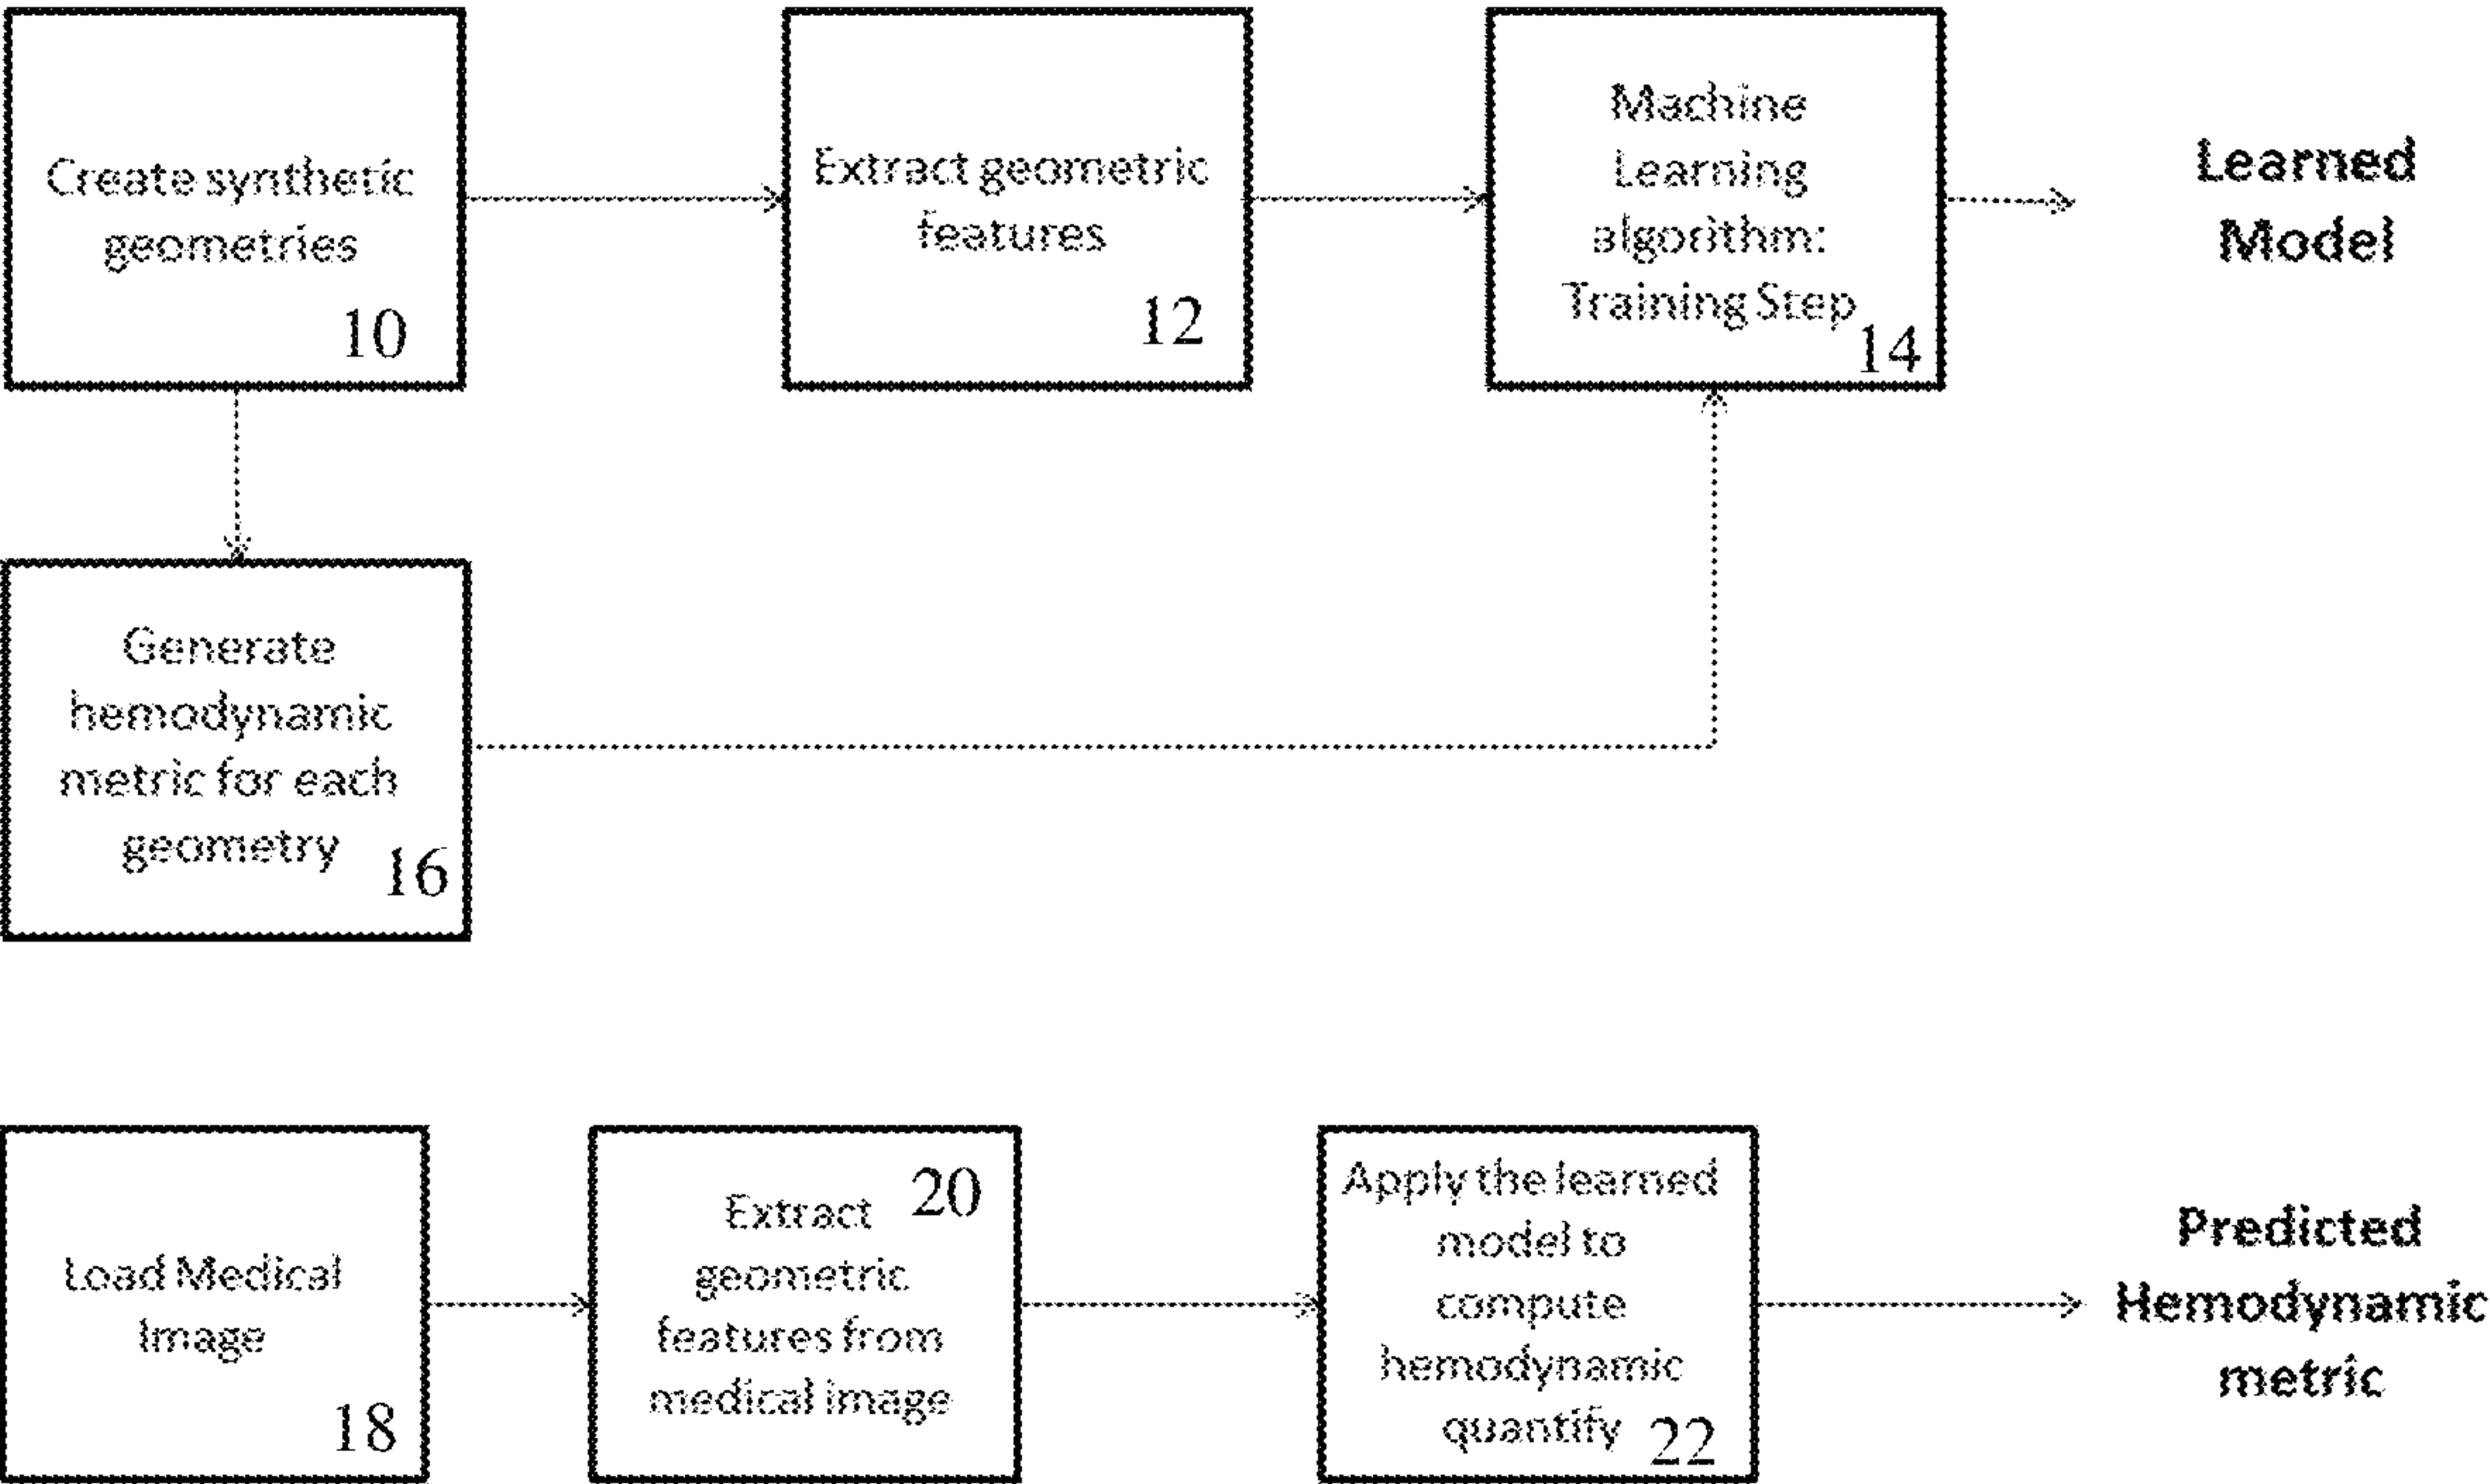 Create synthetic
geometries
10
Extract geometric
features
12
Machine
Learning
algorithm:
Training Step
14
Learned
Model
Generate
hemodynamic
metric for each
geometry
16
Load Medical
Image
18
20
Extract
geometric
features from
medical image
Apply the learned
model to
compute
hemodynamic
quantify
22
Predicted
Hemodynamic
metric